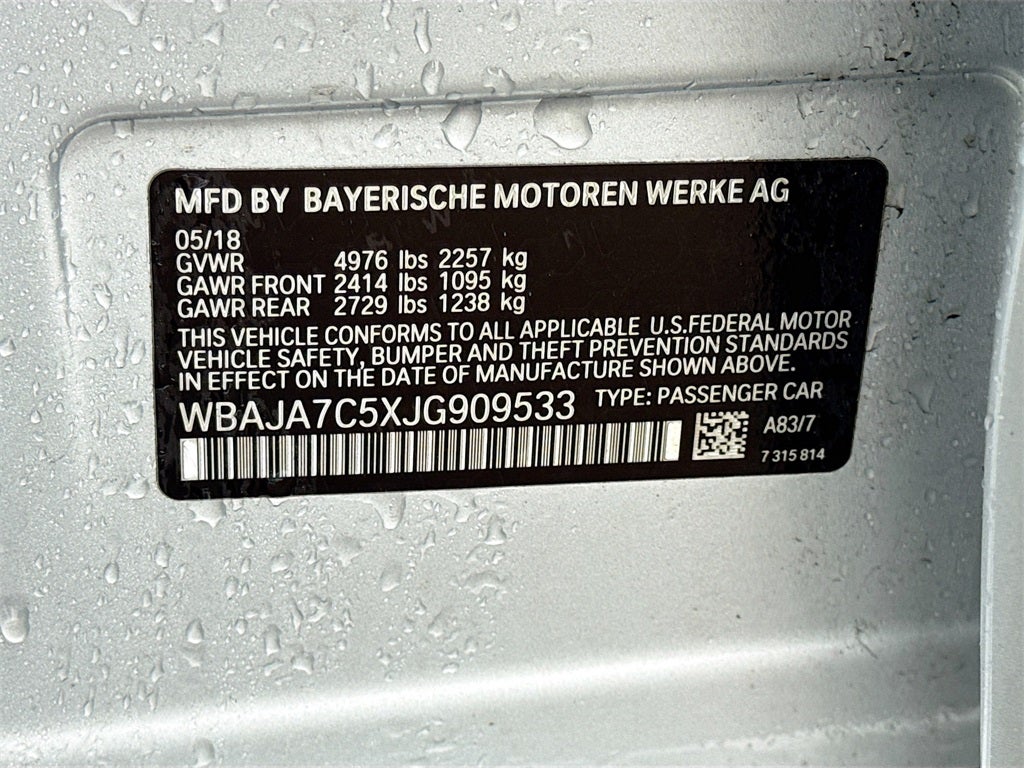 MFD BY BAYERISCHE MOTOREN WERKE AG
05/18
GVWR 4976 lbs 2257 kg
GAWR FRONT 2414 lbs 1095 kg
GAWR REAR 2729 lbs 1238 kg
THIS VEHICLE CONFORMS TO ALL APPLICABLE U.S.FEDERAL MOTOR
VEHICLE SAFETY, BUMPER AND THEFT PREVENTION STANDARDS
IN EFFECT ON THE DATE OF MANUFACTURE SHOWN ABOVE.
WBAJA7C5XJG909533 TYPE: PASSENGER CAR
A83/7
7 315 814